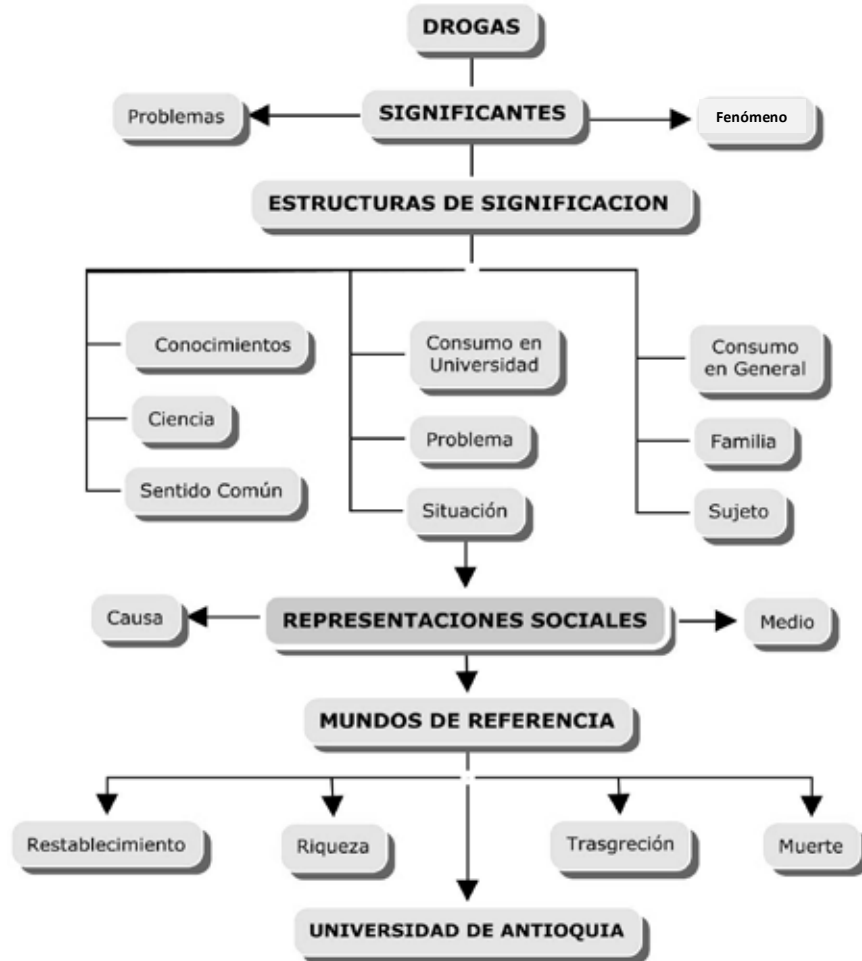 DROGAS
Problemas
SIGNIFICANTES
Fenómeno
ESTRUCTURAS DE SIGNIFICACION
Conocimientos
Ciencia
Sentido Común
Consumo en
Universidad
Problema
Situación
Consumo
en General
Familia
Sujeto
Causa
REPRESENTACIONES SOCIALES
Medio
MUNDOS DE REFERENCIA
Restablecimiento
Riqueza
Trasgreción
Muerte
UNIVERSIDAD DE ANTIOQUIA